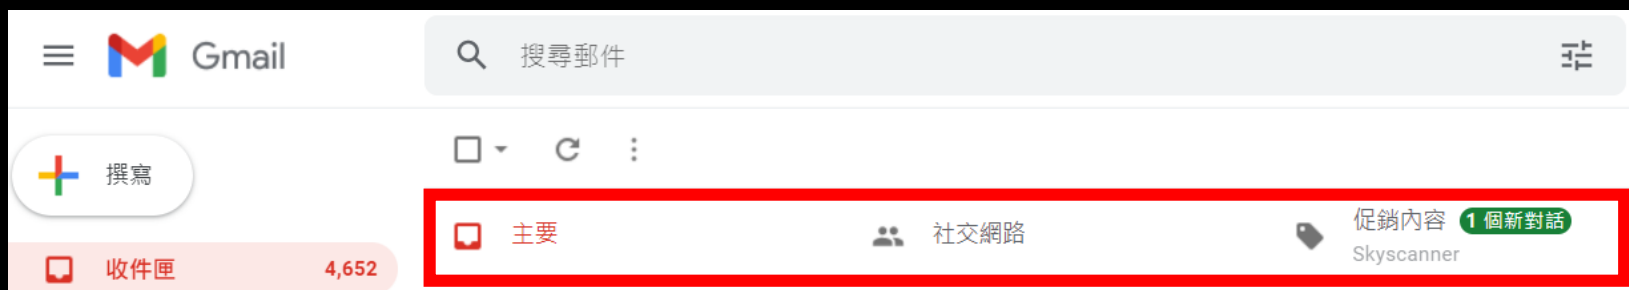 Gmail
搜尋郵件
撰寫
主要
社交網路
促銷內容 1 個新對話
Skyscanner
收件匣 4,652